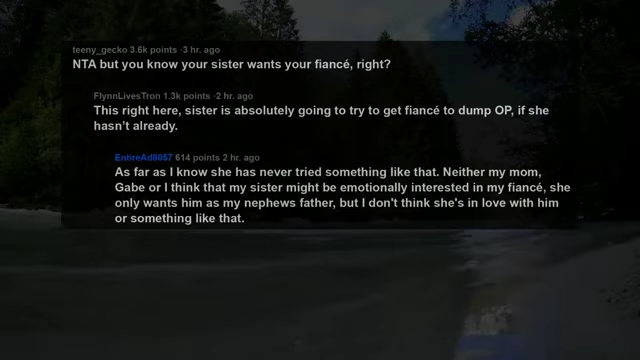 teeny_gecko 3.6k points ·3 hr. ago
NTA but you know your sister wants your fiancé, right?
FlynnLivesTron 1.3k points ·2 hr. ago
This right here, sister is absolutely going to try to get fiancé to dump OP, if she
hasn't already.
EntireAd8057 614 points 2 hr. ago
As far as I know she has never tried something like that. Neither my mom,
Gabe or I think that my sister might be emotionally interested in my fiancé, she
only wants him as my nephews father, but I don't think she's in love with him
or something like that.